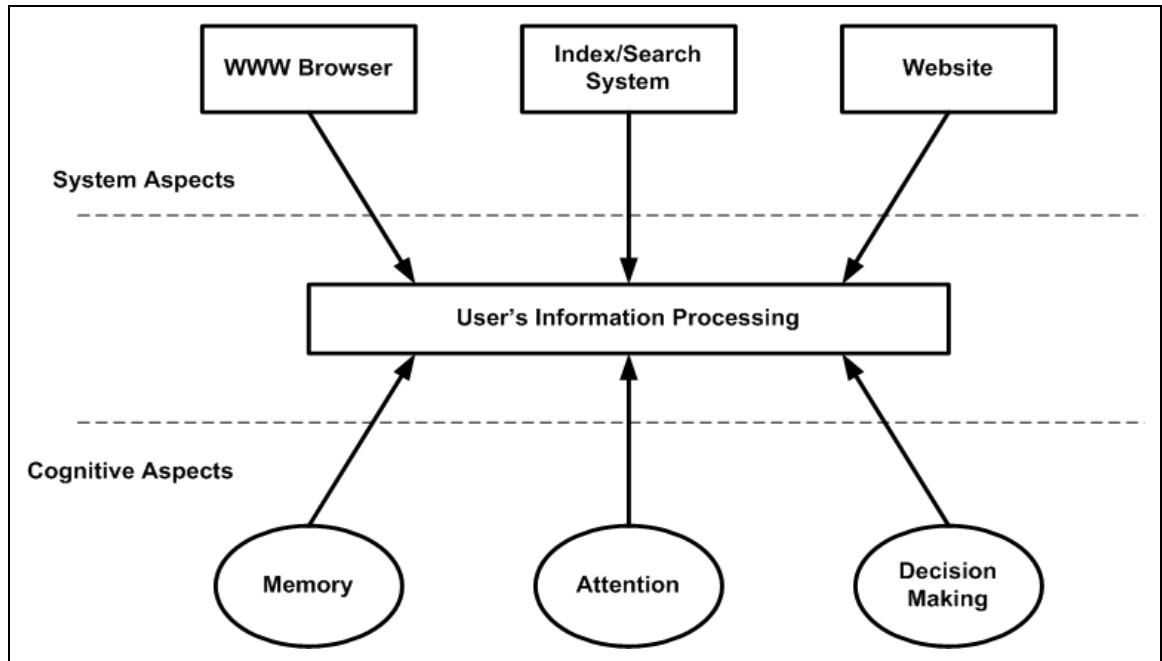 WWW Browser
Index/Search
System
Website
System Aspects
User's Information Processing
Cognitive Aspects
Memory
Attention
Decision
Making